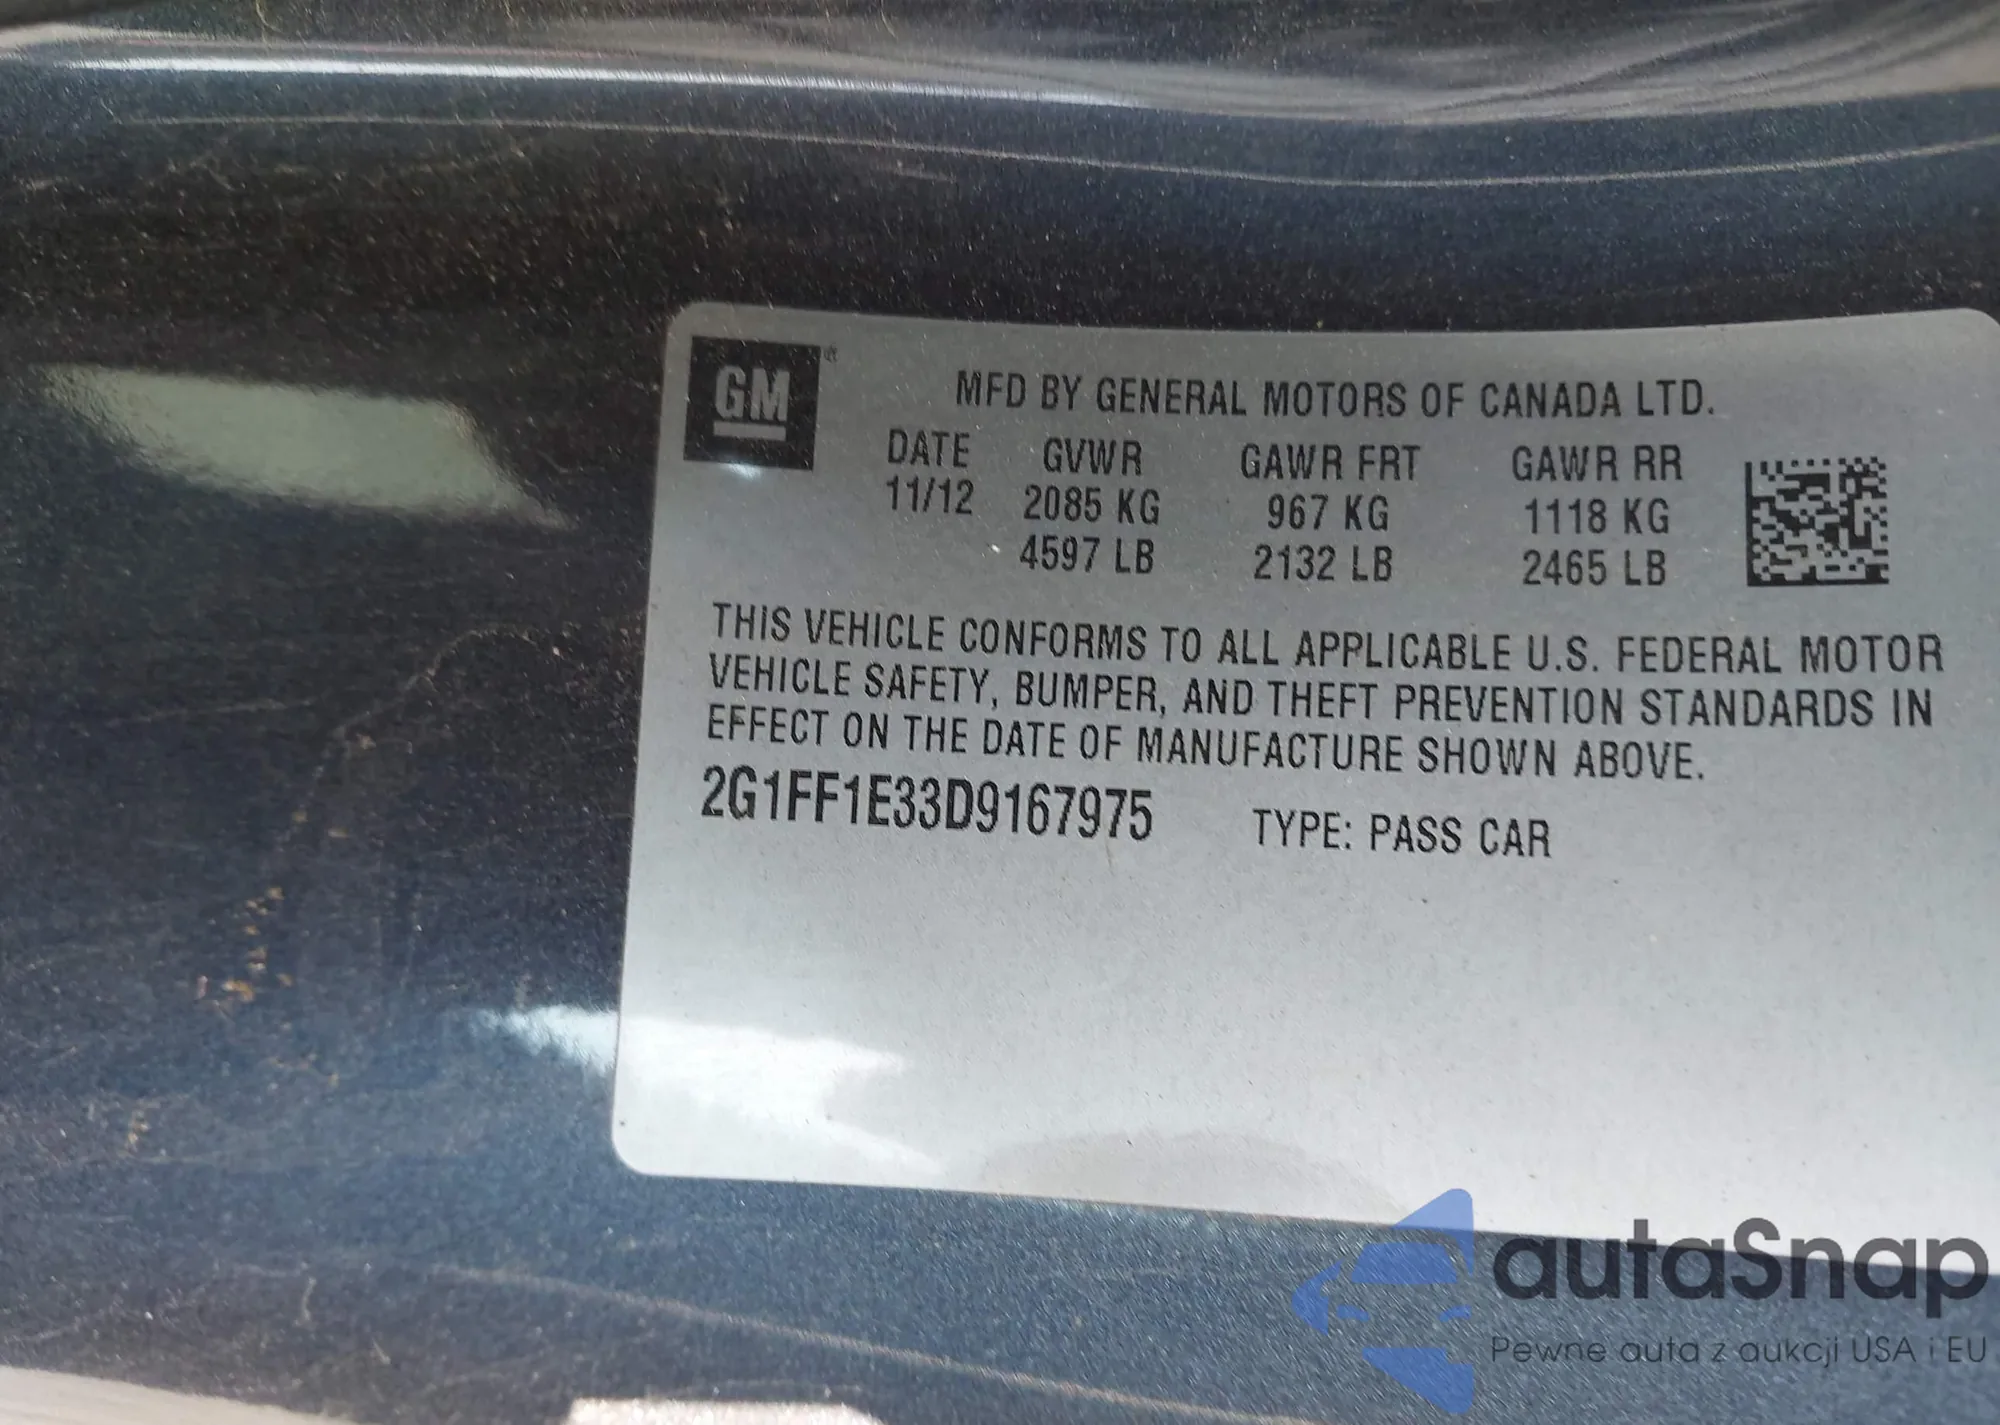 GM
MFD BY GENERAL MOTORS OF CANADA LTD.
DATE GVWR GAWR FRT GAWR RR
11/12 2085 KG 967 KG 1118 KG
4597 LB 2132 LB 2465 LB
THIS VEHICLE CONFORMS TO ALL APPLICABLE U.S. FEDERAL MOTOR
VEHICLE SAFETY, BUMPER, AND THEFT PREVENTION STANDARDS IN
EFFECT ON THE DATE OF MANUFACTURE SHOWN ABOVE.
2G1FF1E33D9167975 TYPE: PASS CAR
autaSnap
Pewne auta z aukcji USA i EU